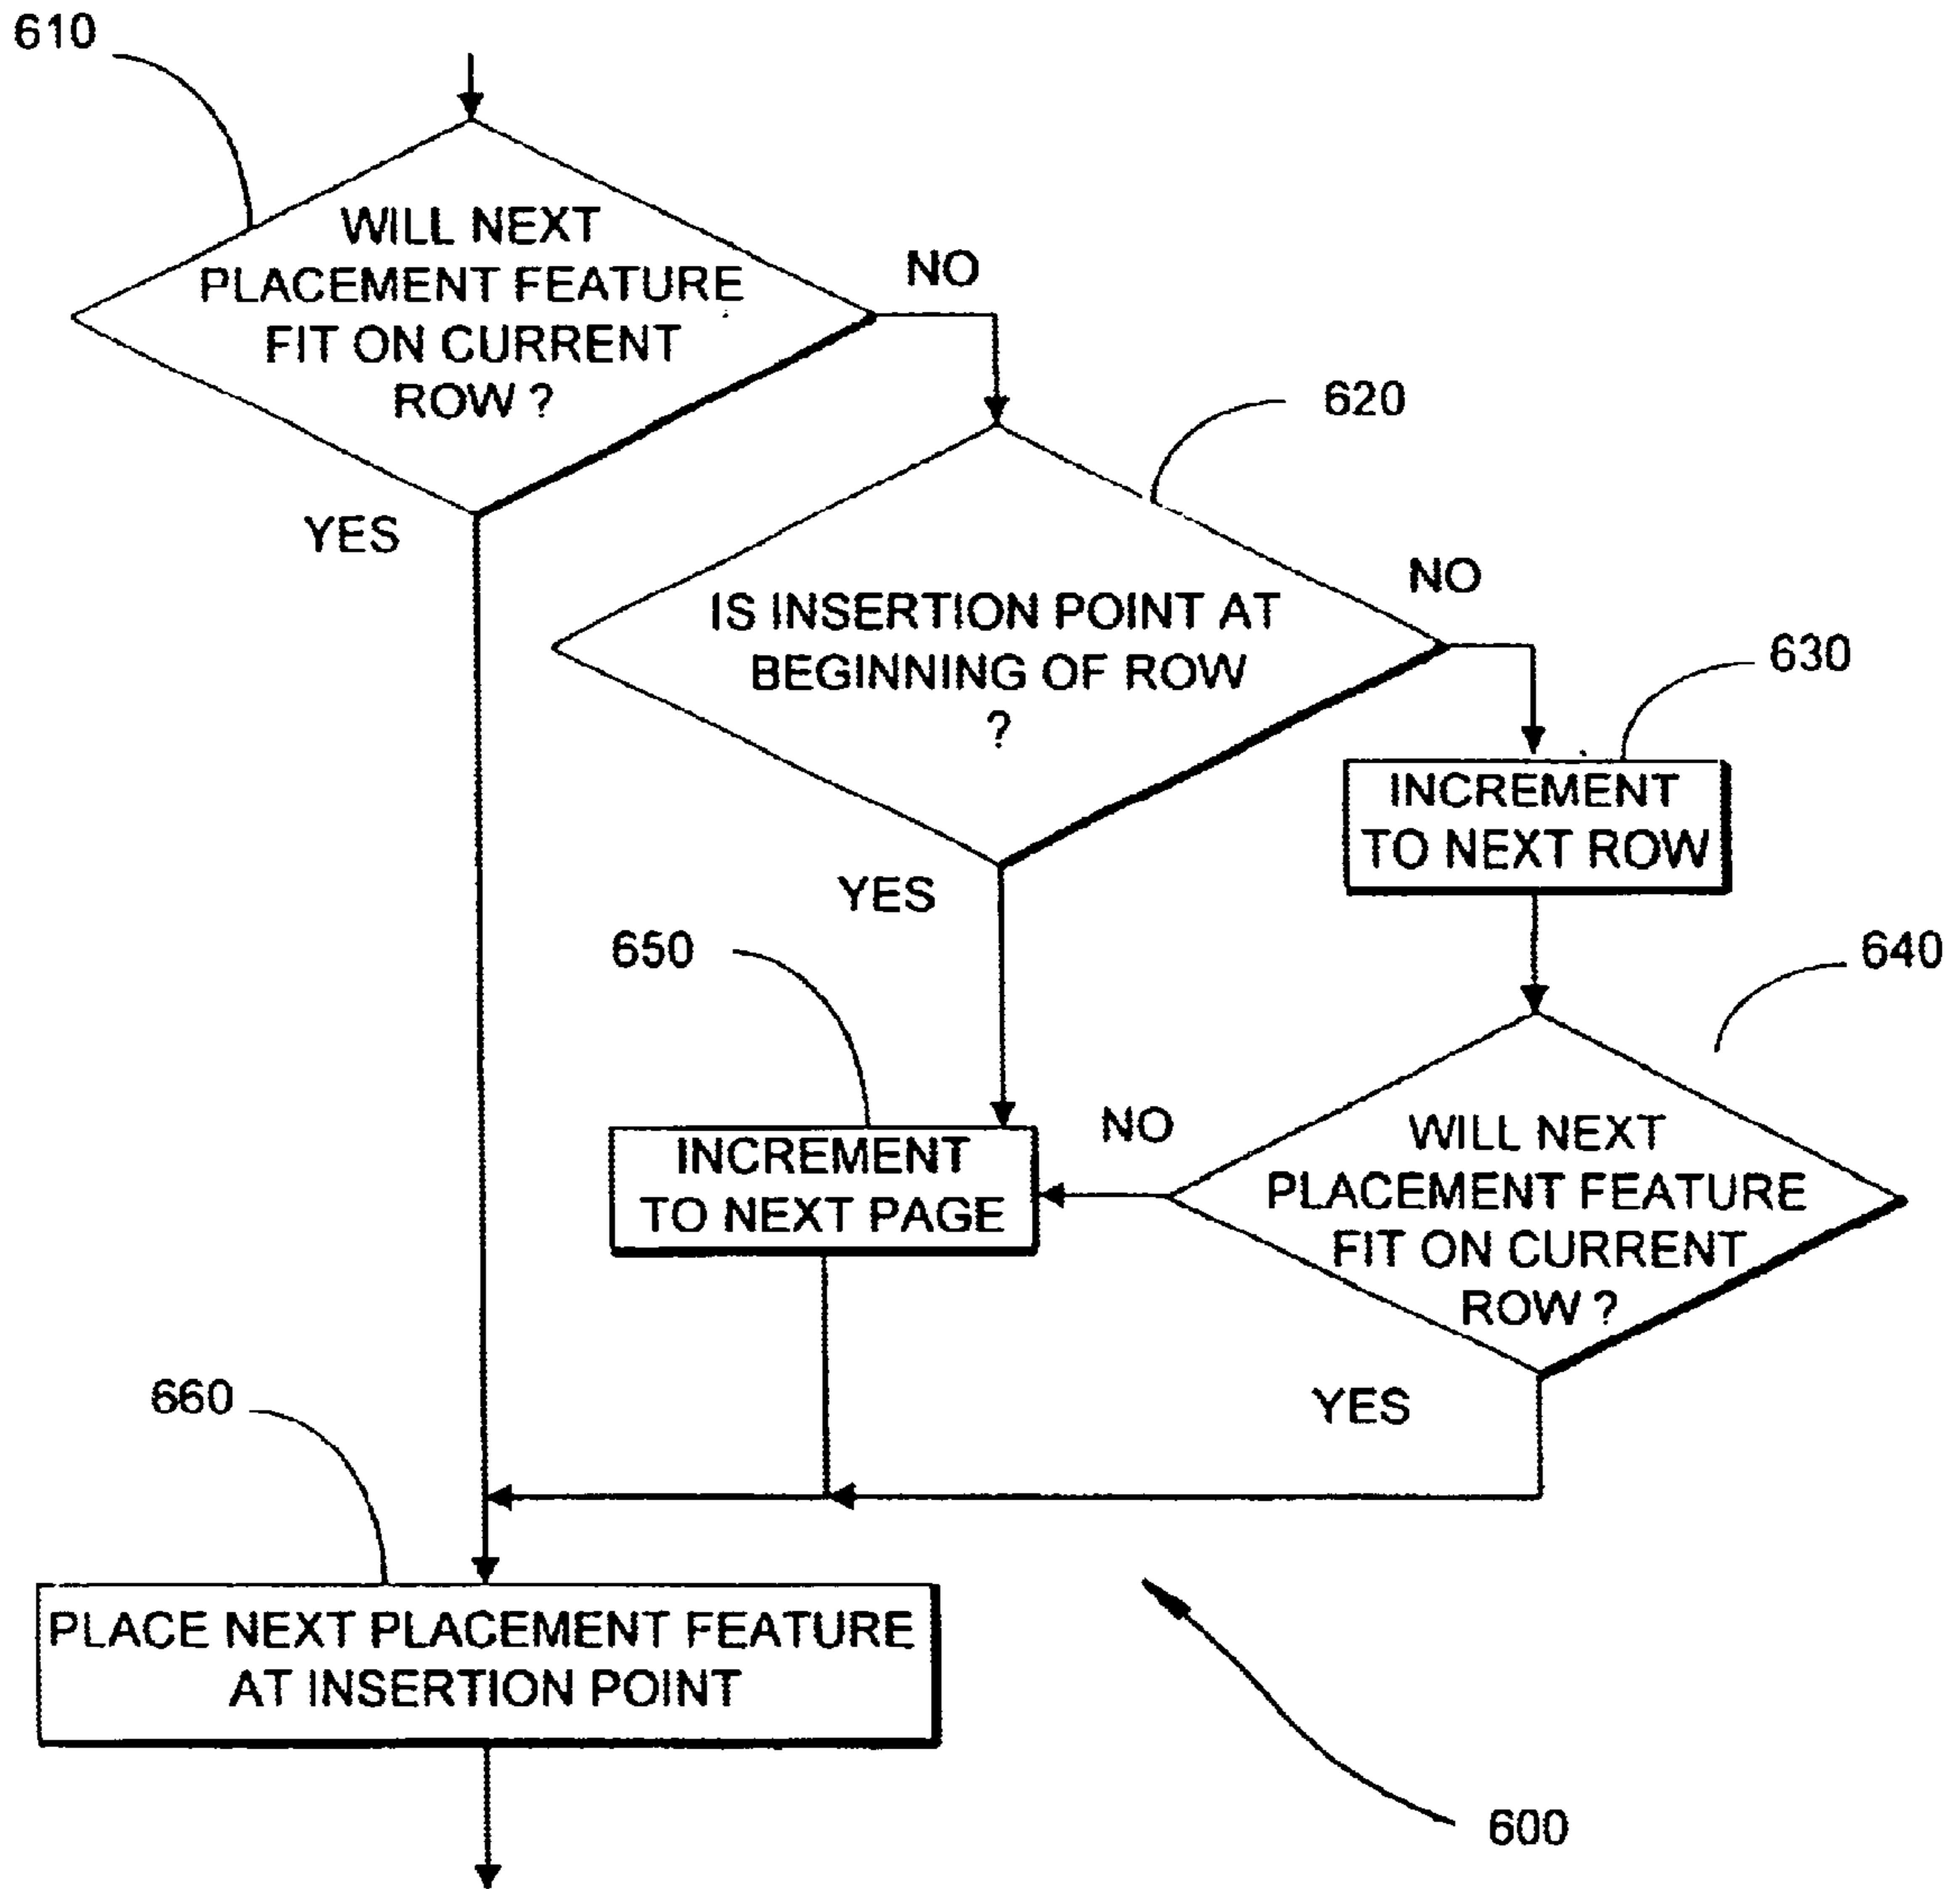 610
WILL NEXT
PLACEMENT FEATURE
FIT ON CURRENT
ROW ?
NO
YES
620
IS INSERTION POINT AT
BEGINNING OF ROW
?
NO
YES
630
INCREMENT
TO NEXT ROW
640
WILL NEXT
PLACEMENT FEATURE
FIT ON CURRENT
ROW ?
NO
YES
650
INCREMENT
TO NEXT PAGE
660
PLACE NEXT PLACEMENT FEATURE
AT INSERTION POINT
600